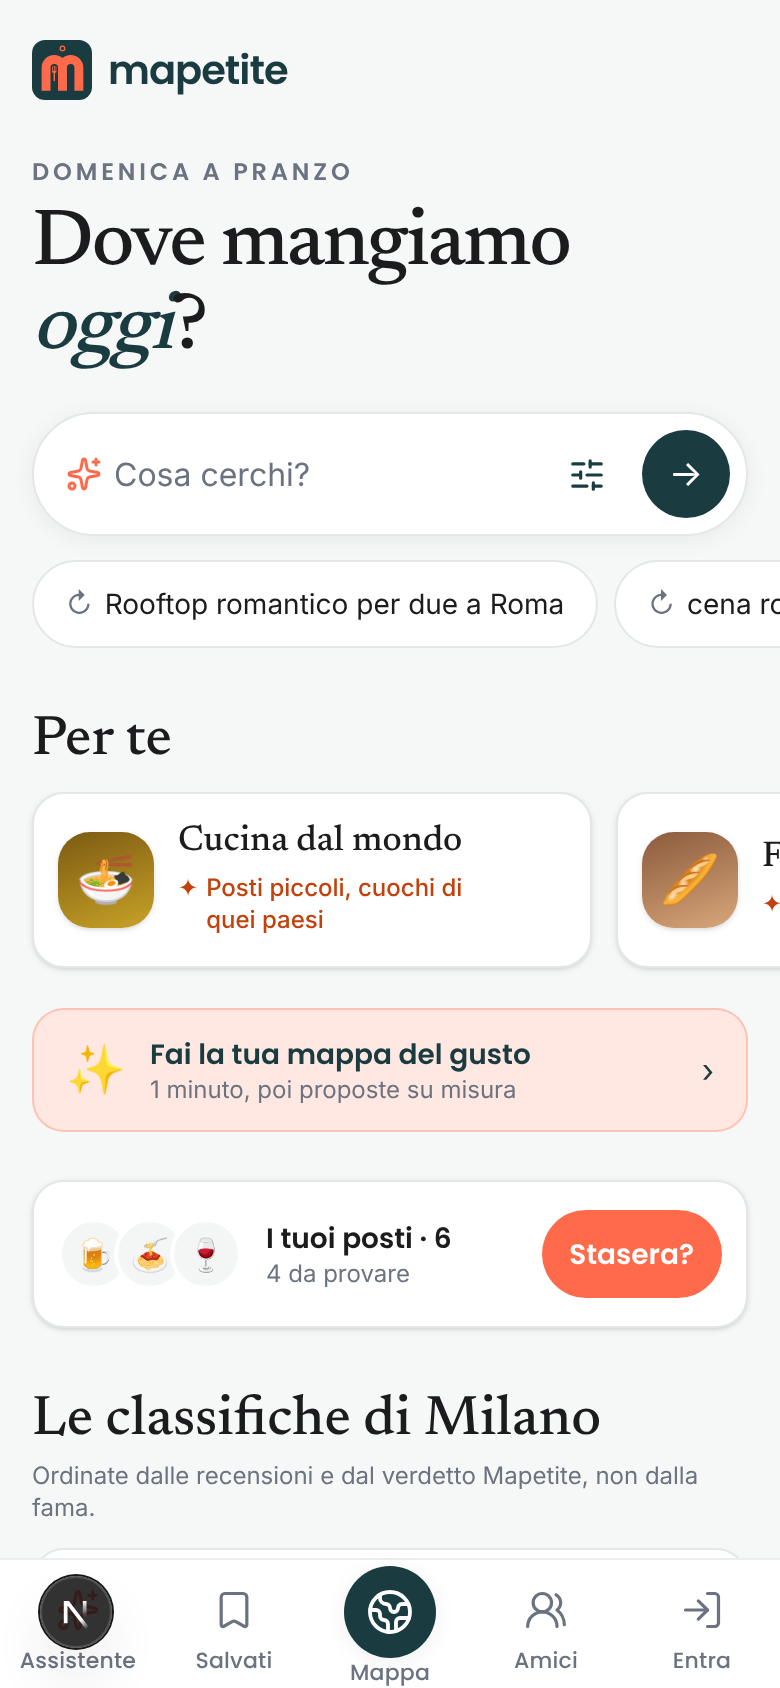 mapetite
DOMENICA A PRANZO
Dove mangiamo
oggi?
Cosa cerchi?
Rooftop romantico per due a Roma
cena ro
Per te
Cucina dal mondo
✦ Posti piccoli, cuochi di
quei paesi
F
✦
Fai la tua mappa del gusto
1 minuto, poi proposte su misura
›
I tuoi posti · 6
4 da provare
Stasera?
Le classifiche di Milano
Ordinate dalle recensioni e dal verdetto Mapetite, non dalla
fama.
N
Assistente
Salvati
Mappa
Amici
Entra